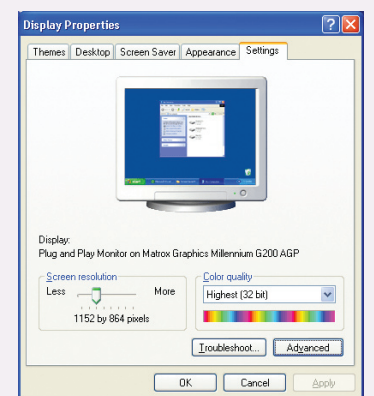 Display Properties
Themes Desktop Screen Saver Appearance Settings
Display:
Plug and Play Monitor on Matrox Graphics Millennium G200 AGP
Screen resolution
Less More
1152 by 864 pixels
Color quality
Highest (32 bit)
Troubleshoot... Advanced
OK Cancel Apply